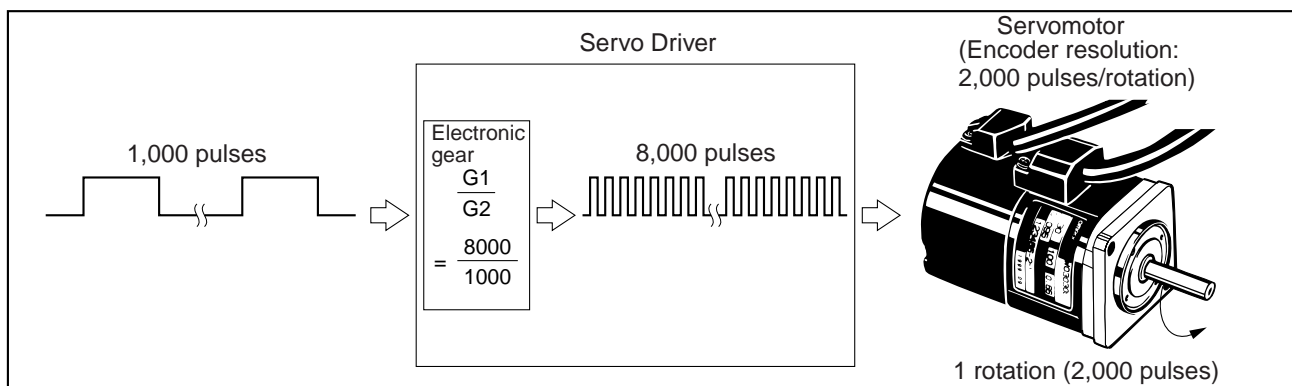 Servomotor
(Encoder resolution:
2,000 pulses/rotation)
Servo Driver
1,000 pulses
Electronic
gear
G1
G2
= 8000
1000
8,000 pulses
1 rotation (2,000 pulses)